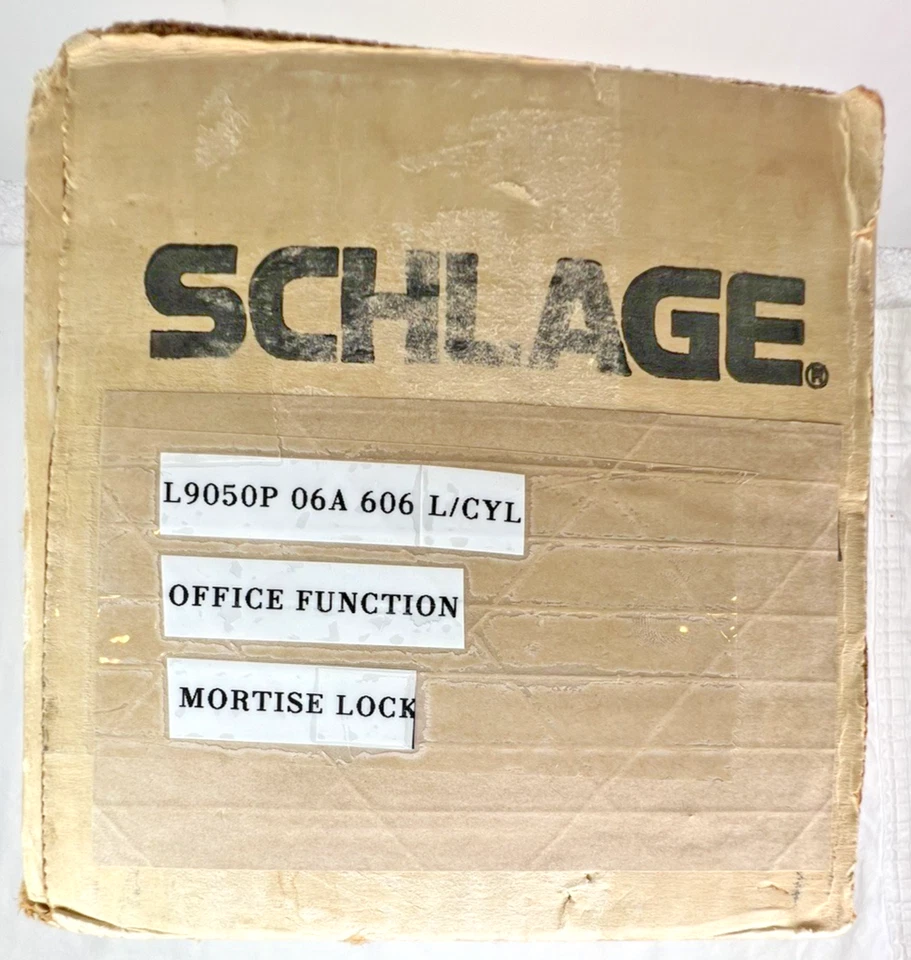 SCHLAGE®
L9050P 06A 606 L/CYL
OFFICE FUNCTION
MORTISE LOCK